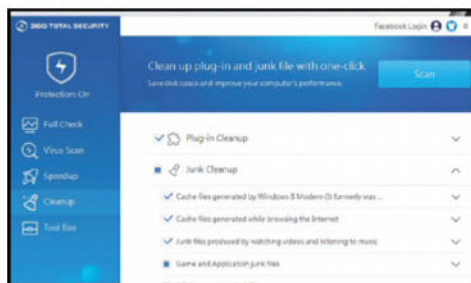 360 TOTAL SECURITY
Facebook Login
Clean up plug-in and junk file with one-click
Save disk space and improve your computer's performance.
Scan
Protection: On
Full Check
Virus Scan
Speedup
Cleanup
Tool Box
Plug-in Cleanup
Junk Cleanup
Cache files generated by Windows 8 Modern (It formerly was ...
Cache files generated while browsing the Internet
Junk files produced by watching videos and listening to music
Game and Application junk files